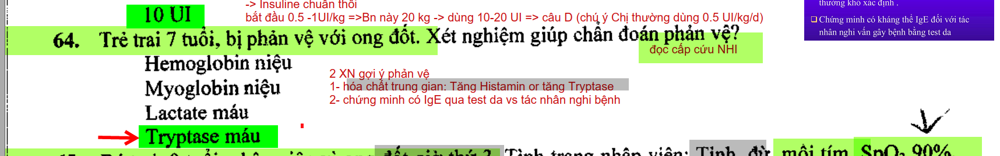 -> Insuline chuẩn thôi
thường khó xác định .
10 UI
bắt đầu 0.5 -1UI/kg =>Bn này 20 kg -> dùng 10-20 UI => câu D (chú ý Chị thường dùng 0.5 UI/kg/d)
❑ Chứng minh có kháng thể IgE đối với tác
nhân nghi vấn gây bệnh bằng test da
64. Trẻ trai 7 tuổi, bị phản vệ với ong đốt. Xét nghiệm giúp chẩn đoán phản vệ?
đọc cấp cứu NHI
Hemoglobin niệu
2 XN gợi ý phản vệ
Myoglobin niệu
1- hóa chất trung gian: Tăng Histamin or tăng Tryptase
2- chứng minh có IgE qua test da vs tác nhân nghi bệnh
Lactate máu
Tryptase máu
đốt giờ thứ 2. Tình trạng nhập viện: Tỉnh, đừ, môi tím, SpO₂ 90%